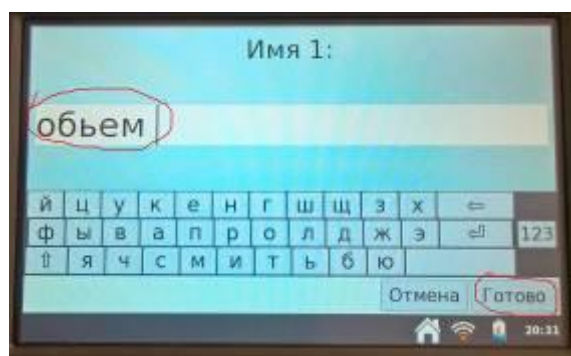 Имя 1:
обьем
й ц у к е н г ш щ з х ⇦
ф ы в а п р о л д ж э ⏎ 123
⇧ я ч с м и т ь б ю
Отмена Готово
20:31